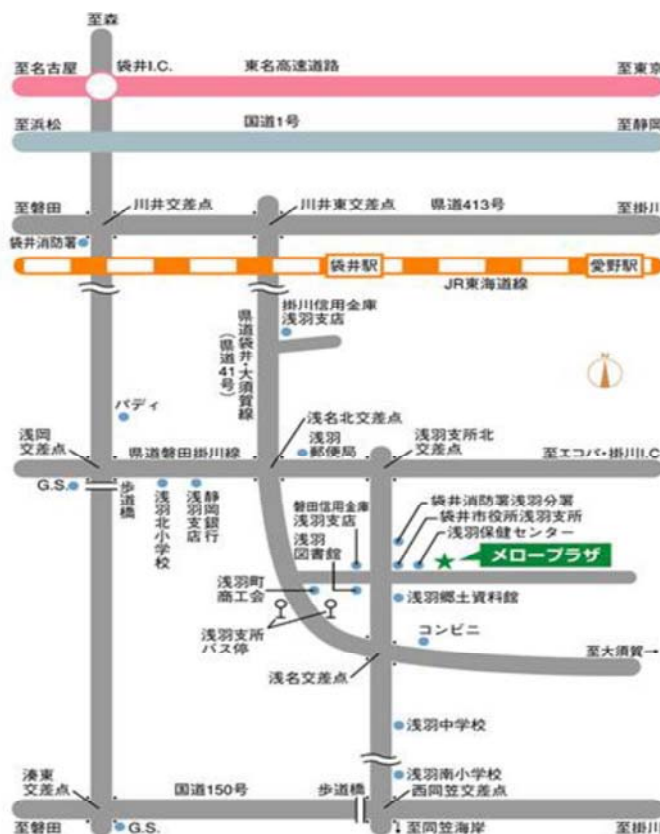 至森
至名古屋
袋井I.C.
東名高速道路
至東京
至浜松
国道1号
至静岡
至磐田
川井交差点
川井東交差点
県道413号
至掛川
袋井消防署
袋井駅
愛野駅
JR東海道線
掛川信用金庫
浅羽支店
県道袋井・大須賀線
(県道41号)
N
パディ
浅岡
交差点
県道磐田掛川線
浅名北交差点
浅羽
郵便局
浅羽支所北
交差点
至エコパ・掛川I.C
G.S.
歩道橋
浅羽北小学校
静岡銀行
浅羽支店
磐田信用金庫
浅羽支店
浅羽
図書館
袋井消防署浅羽分署
袋井市役所浅羽支所
浅羽保健センター
メロープラザ
浅羽町
商工会
浅羽郷土資料館
浅羽支所
バス停
コンビニ
至大須賀→
浅名交差点
浅羽中学校
浅羽南小学校
湊東
交差点
国道150号
歩道橋
西同笠交差点
至磐田
G.S.
↓至同笠海岸
至掛川